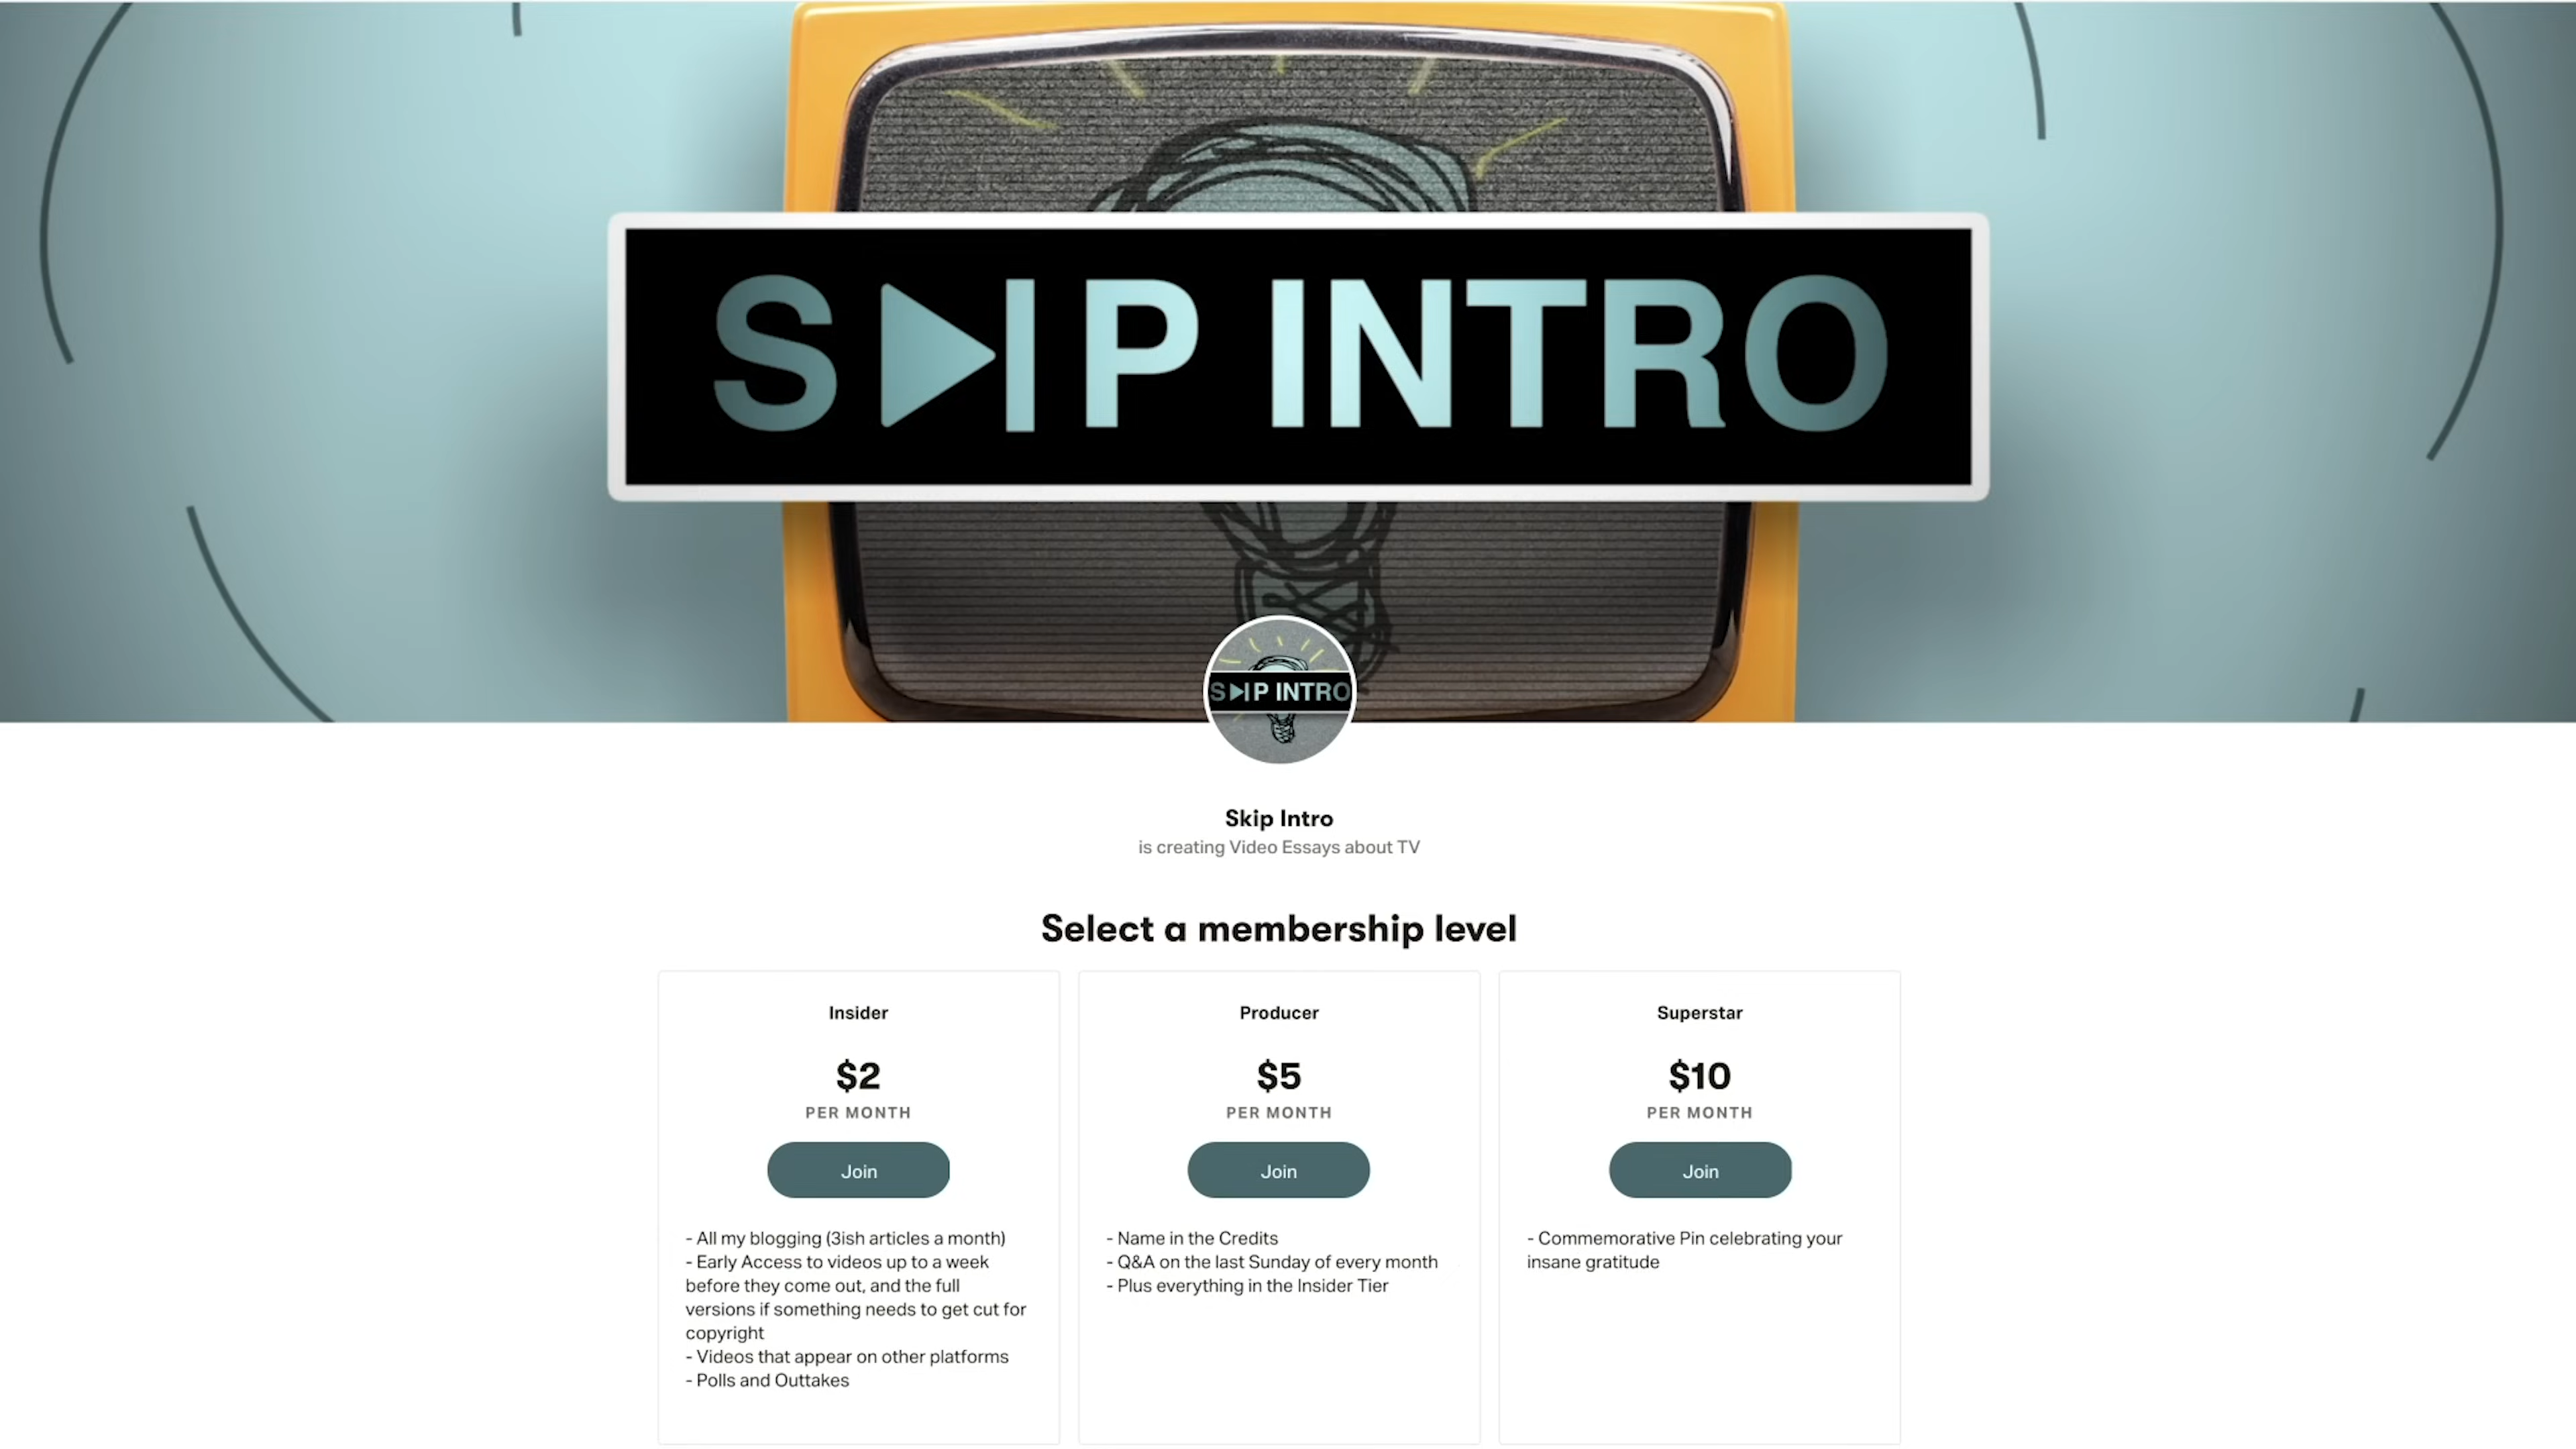 S▶IP INTRO
S▶IP INTRO
Skip Intro
is creating Video Essays about TV
Select a membership level
Insider
$2
PER MONTH
Join
- All my blogging (3ish articles a month)
- Early Access to videos up to a week
before they come out, and the full
versions if something needs to get cut for
copyright
- Videos that appear on other platforms
- Polls and Outtakes
Producer
$5
PER MONTH
Join
- Name in the Credits
- Q&A on the last Sunday of every month
- Plus everything in the Insider Tier
Superstar
$10
PER MONTH
Join
- Commemorative Pin celebrating your
insane gratitude